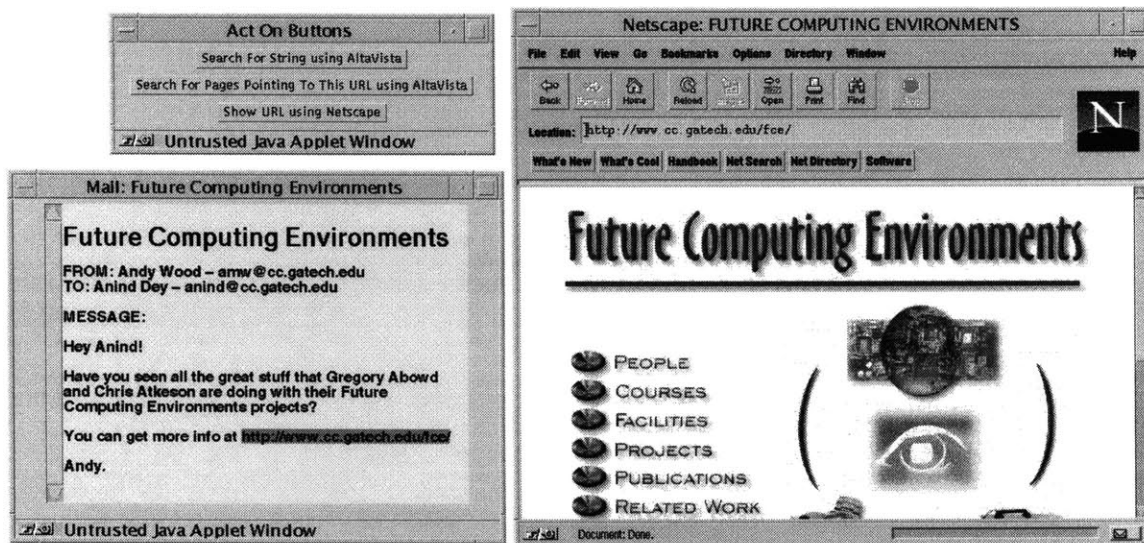 Act On Buttons
Search For String using AltaVista
Search For Pages Pointing To This URL using AltaVista
Show URL using Netscape
Untrusted Java Applet Window
Mail: Future Computing Environments
Future Computing Environments
FROM: Andy Wood – amw@cc.gatech.edu
TO: Anind Dey – anind@cc.gatech.edu
MESSAGE:
Hey Anind!
Have you seen all the great stuff that Gregory Abowd
and Chris Atkeson are doing with their Future
Computing Environments projects?
You can get more info at http://www.cc.gatech.edu/fce/
Andy.
Untrusted Java Applet Window
Netscape: FUTURE COMPUTING ENVIRONMENTS
File Edit View Go Bookmarks Options Directory Window Help
Back Home Reload Open Print Find
Location: http://www.cc.gatech.edu/fce/
What's New What's Cool Handbook Net Search Net Directory Software
N
Future Computing Environments
PEOPLE
COURSES
FACILITIES
PROJECTS
PUBLICATIONS
RELATED WORK
Document: Done.